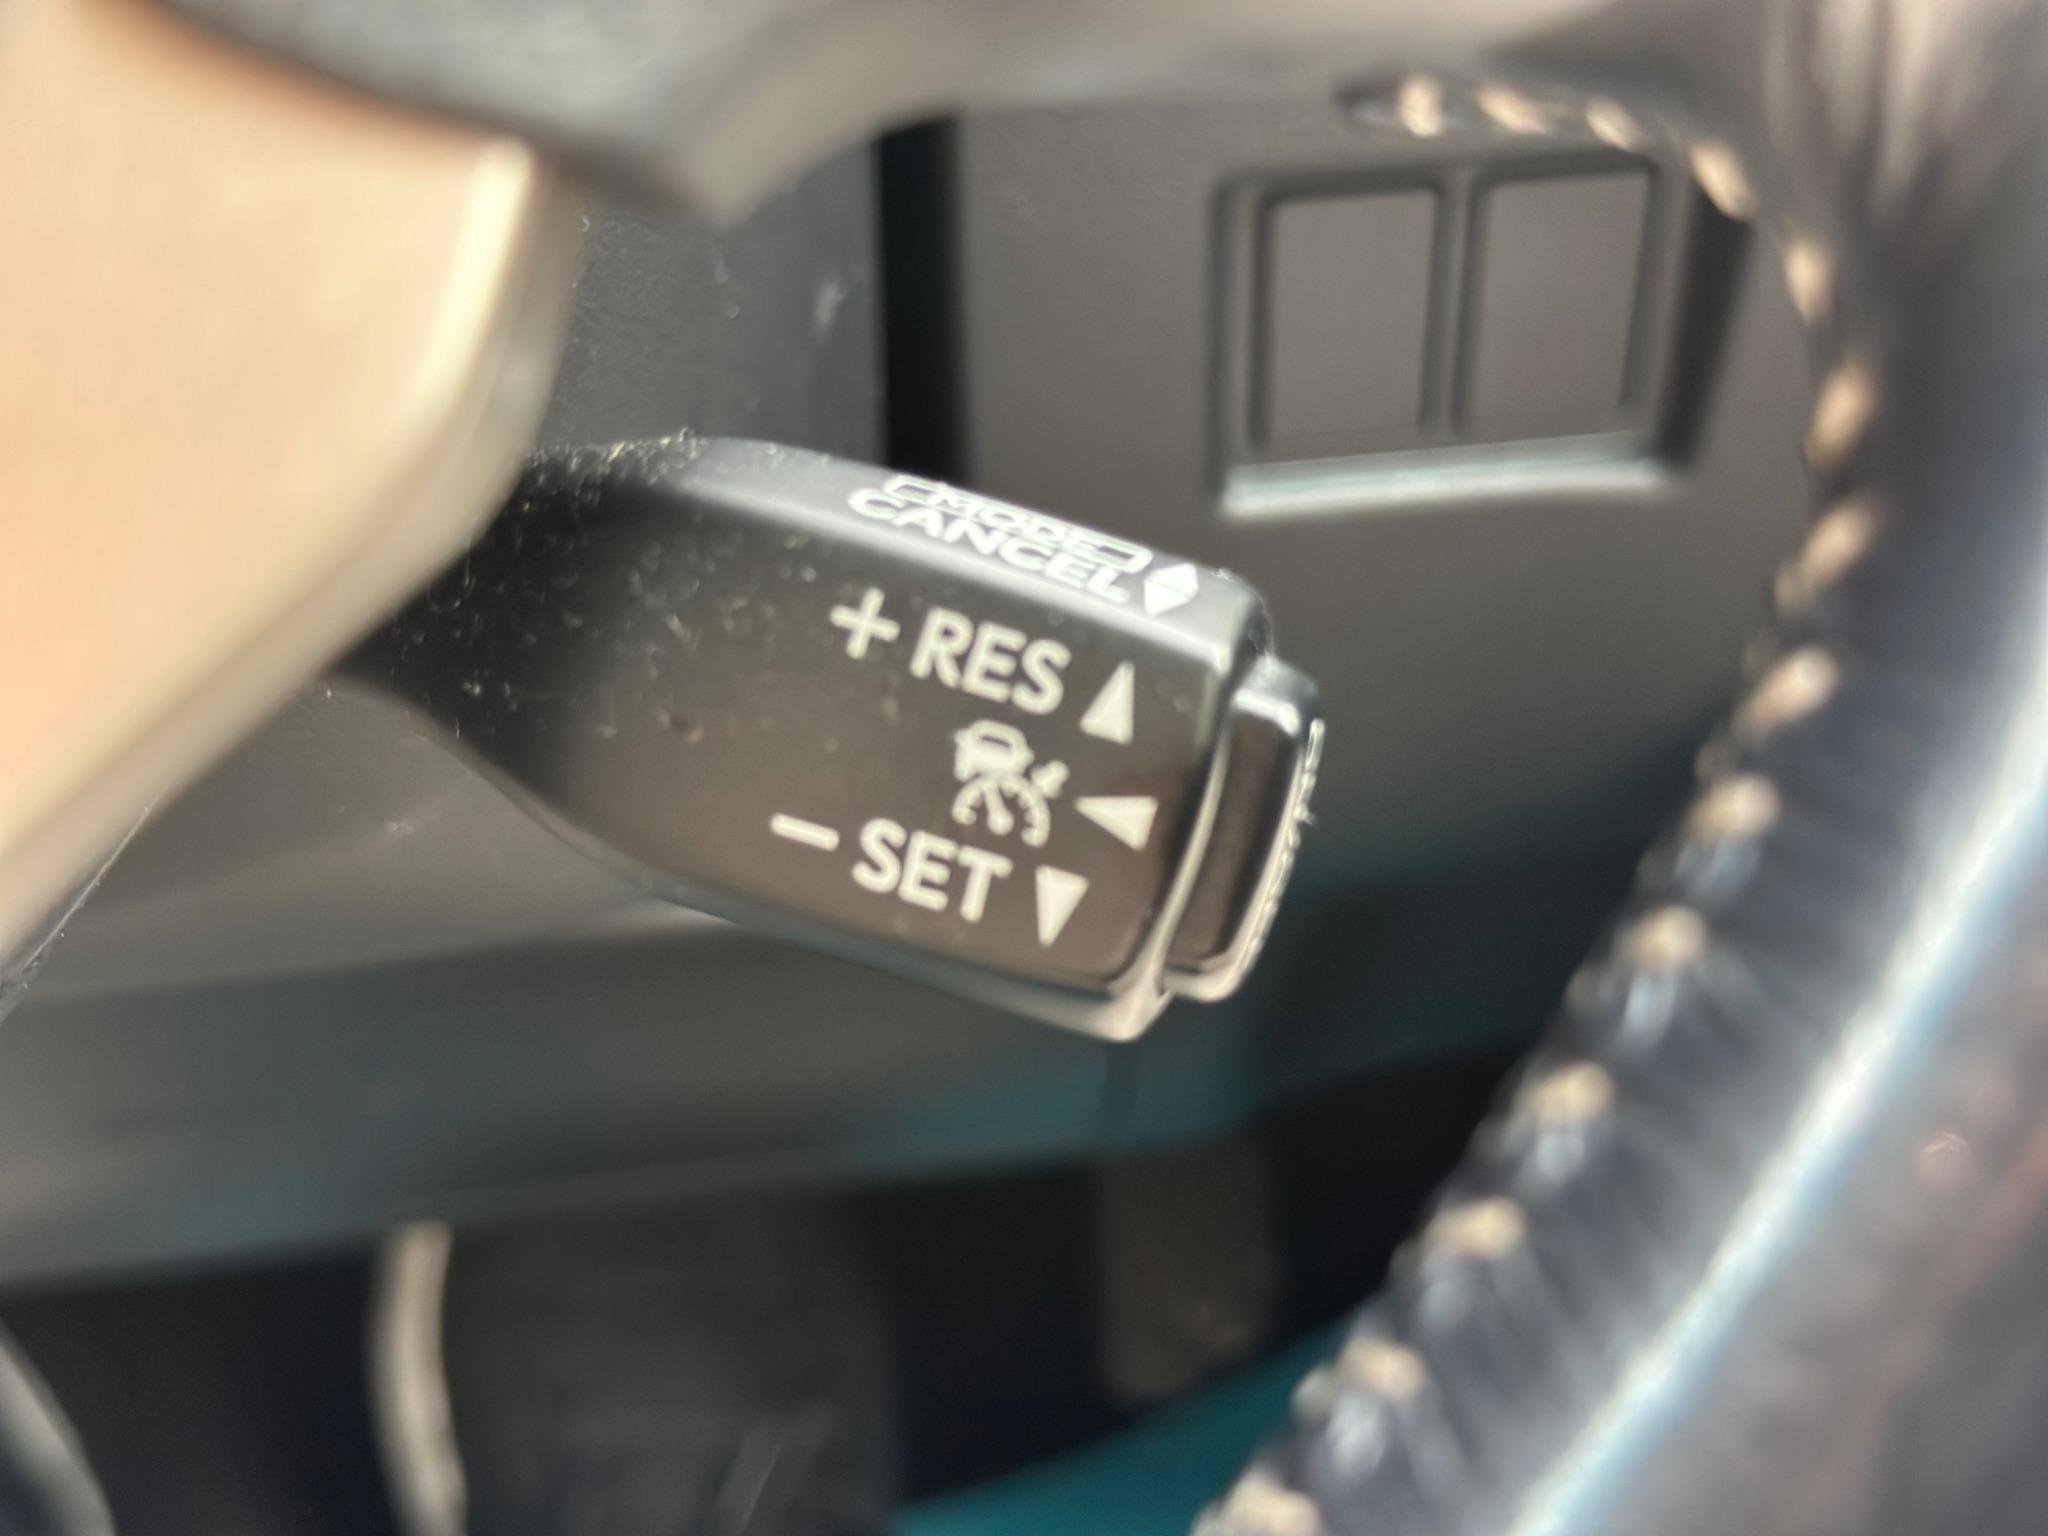 MODE
CANCEL
+ RES
- SET